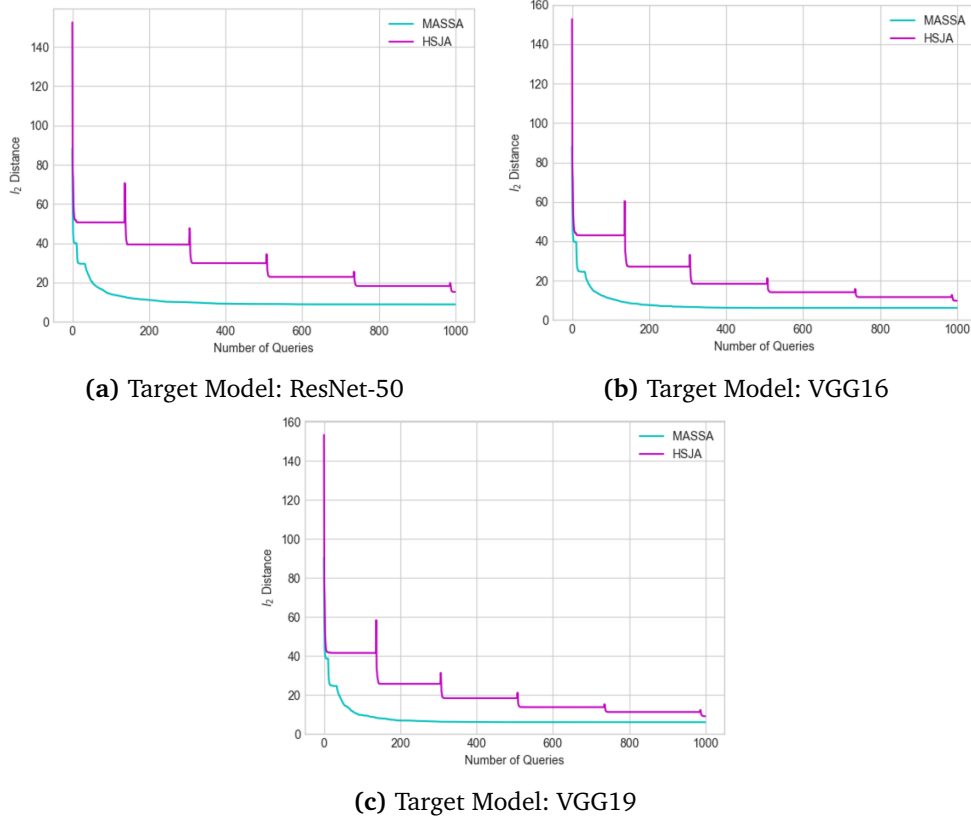 MASSA
HSJA
140
120
100
80
60
40
20
0
l₂ Distance
0 200 400 600 800 1000
Number of Queries
(a) Target Model: ResNet-50
MASSA
HSJA
160
140
120
100
80
60
40
20
0
l₂ Distance
0 200 400 600 800 1000
Number of Queries
(b) Target Model: VGG16
MASSA
HSJA
160
140
120
100
80
60
40
20
0
l₂ Distance
0 200 400 600 800 1000
Number of Queries
(c) Target Model: VGG19